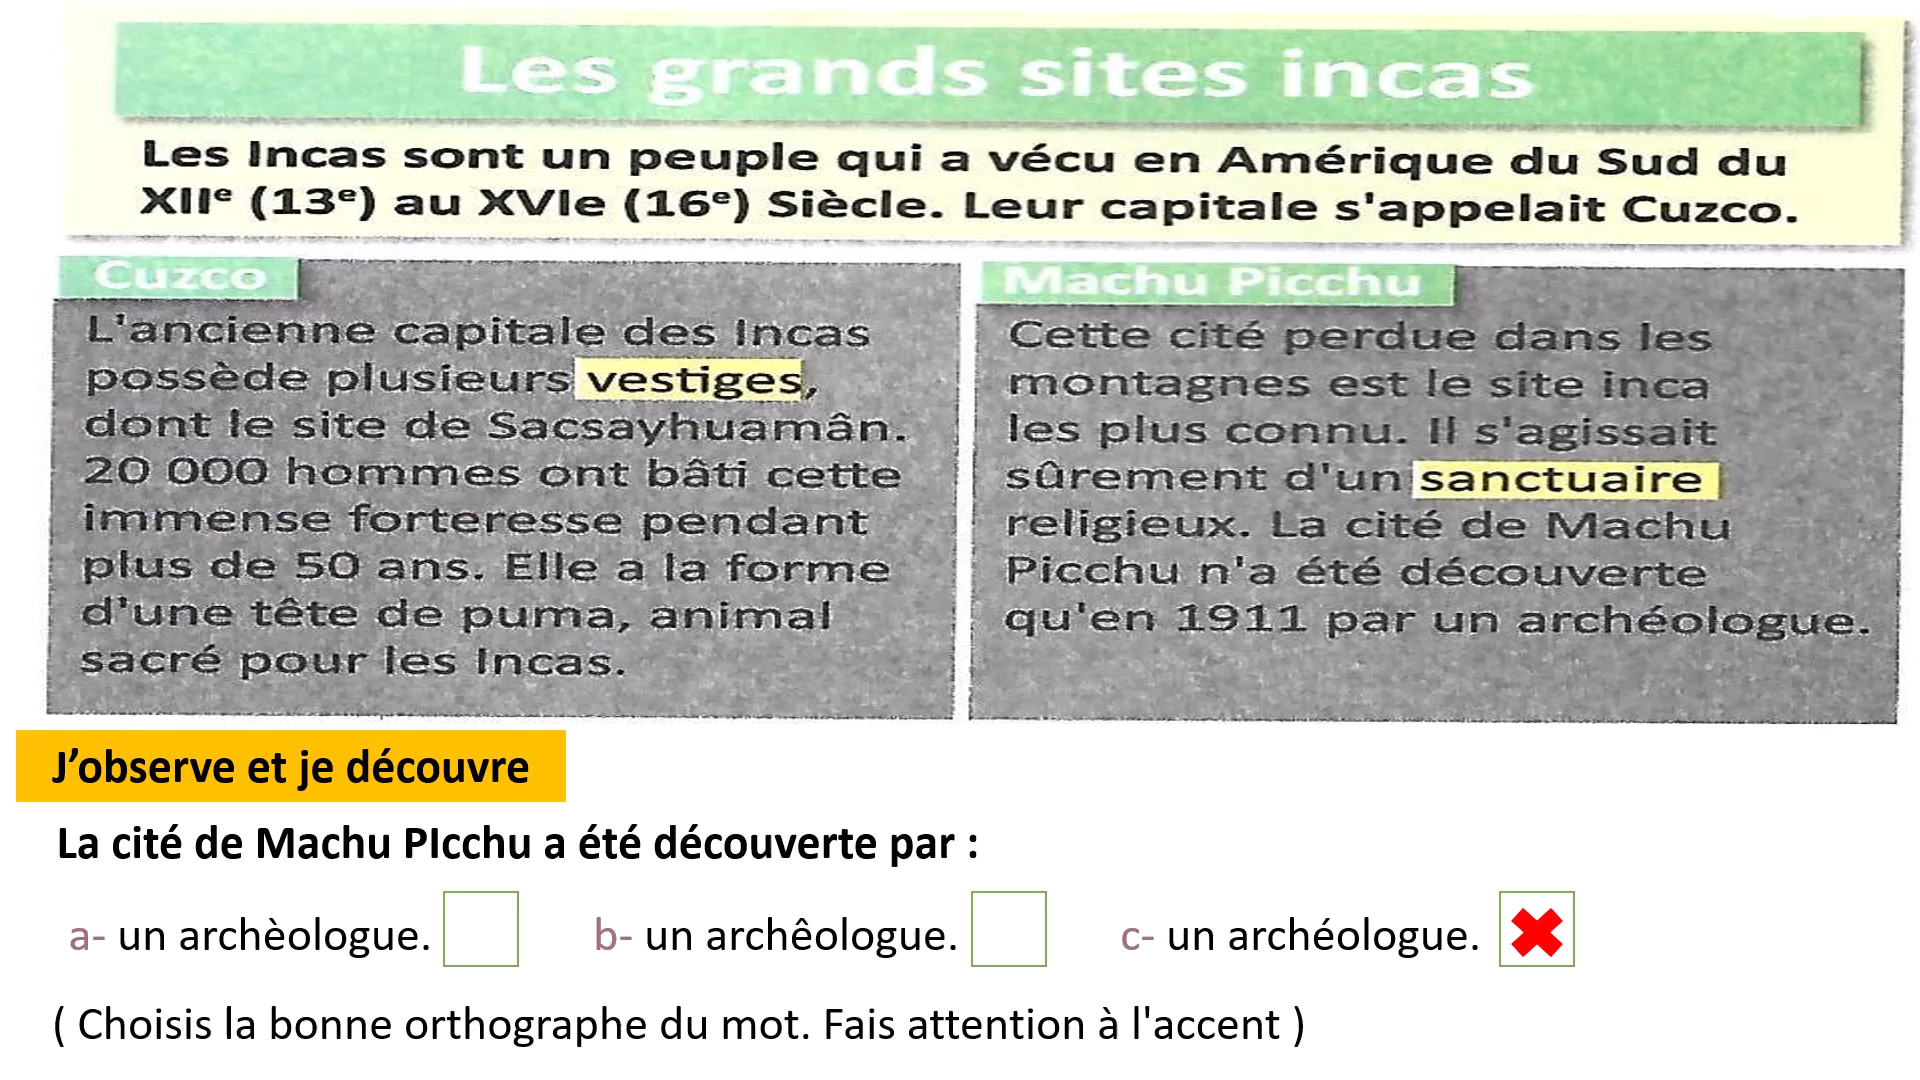 Les grands sites incas
Les Incas sont un peuple qui a vécu en Amérique du Sud du
XIIᵉ (13ᵉ) au XVIe (16ᵉ) Siècle. Leur capitale s'appelait Cuzco.
Cuzco
L'ancienne capitale des Incas
possède plusieurs vestiges,
dont le site de Sacsayhuamân.
20 000 hommes ont bâti cette
immense forteresse pendant
plus de 50 ans. Elle a la forme
d'une tête de puma, animal
sacré pour les Incas.
Machu Picchu
Cette cité perdue dans les
montagnes est le site inca
les plus connu. Il s'agissait
sûrement d'un sanctuaire
religieux. La cité de Machu
Picchu n'a été découverte
qu'en 1911 par un archéologue.
J’observe et je découvre
La cité de Machu PIcchu a été découverte par :
a- un archèologue. b- un archêologue. c- un archéologue.
( Choisis la bonne orthographe du mot. Fais attention à l'accent )